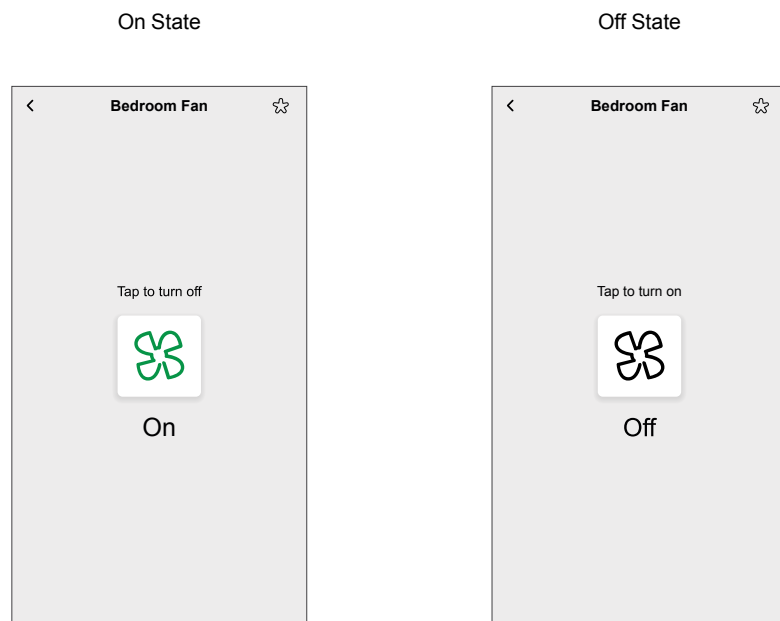 On State
Off State
Bedroom Fan
Bedroom Fan
Tap to turn off
Tap to turn on
On
Off